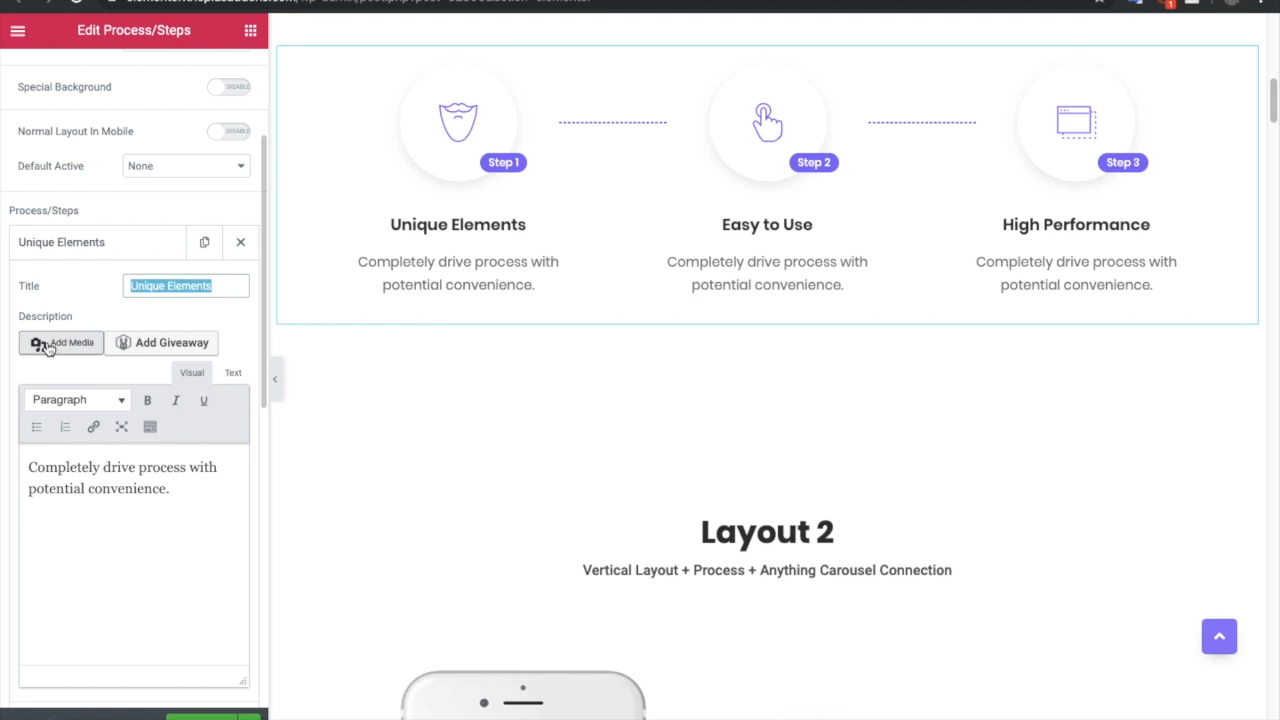 Edit Process/Steps
Special Background
DISABLE
Normal Layout In Mobile
DISABLE
Default Active
None
Process/Steps
Unique Elements
Title
Unique Elements
Description
Add Media
Add Giveaway
Visual
Text
Paragraph
B
I
U
Completely drive process with
potential convenience.
1
Step 1
Step 2
Step 3
Unique Elements
Easy to Use
High Performance
Completely drive process with
potential convenience.
Completely drive process with
potential convenience.
Completely drive process with
potential convenience.
Layout 2
Vertical Layout + Process + Anything Carousel Connection